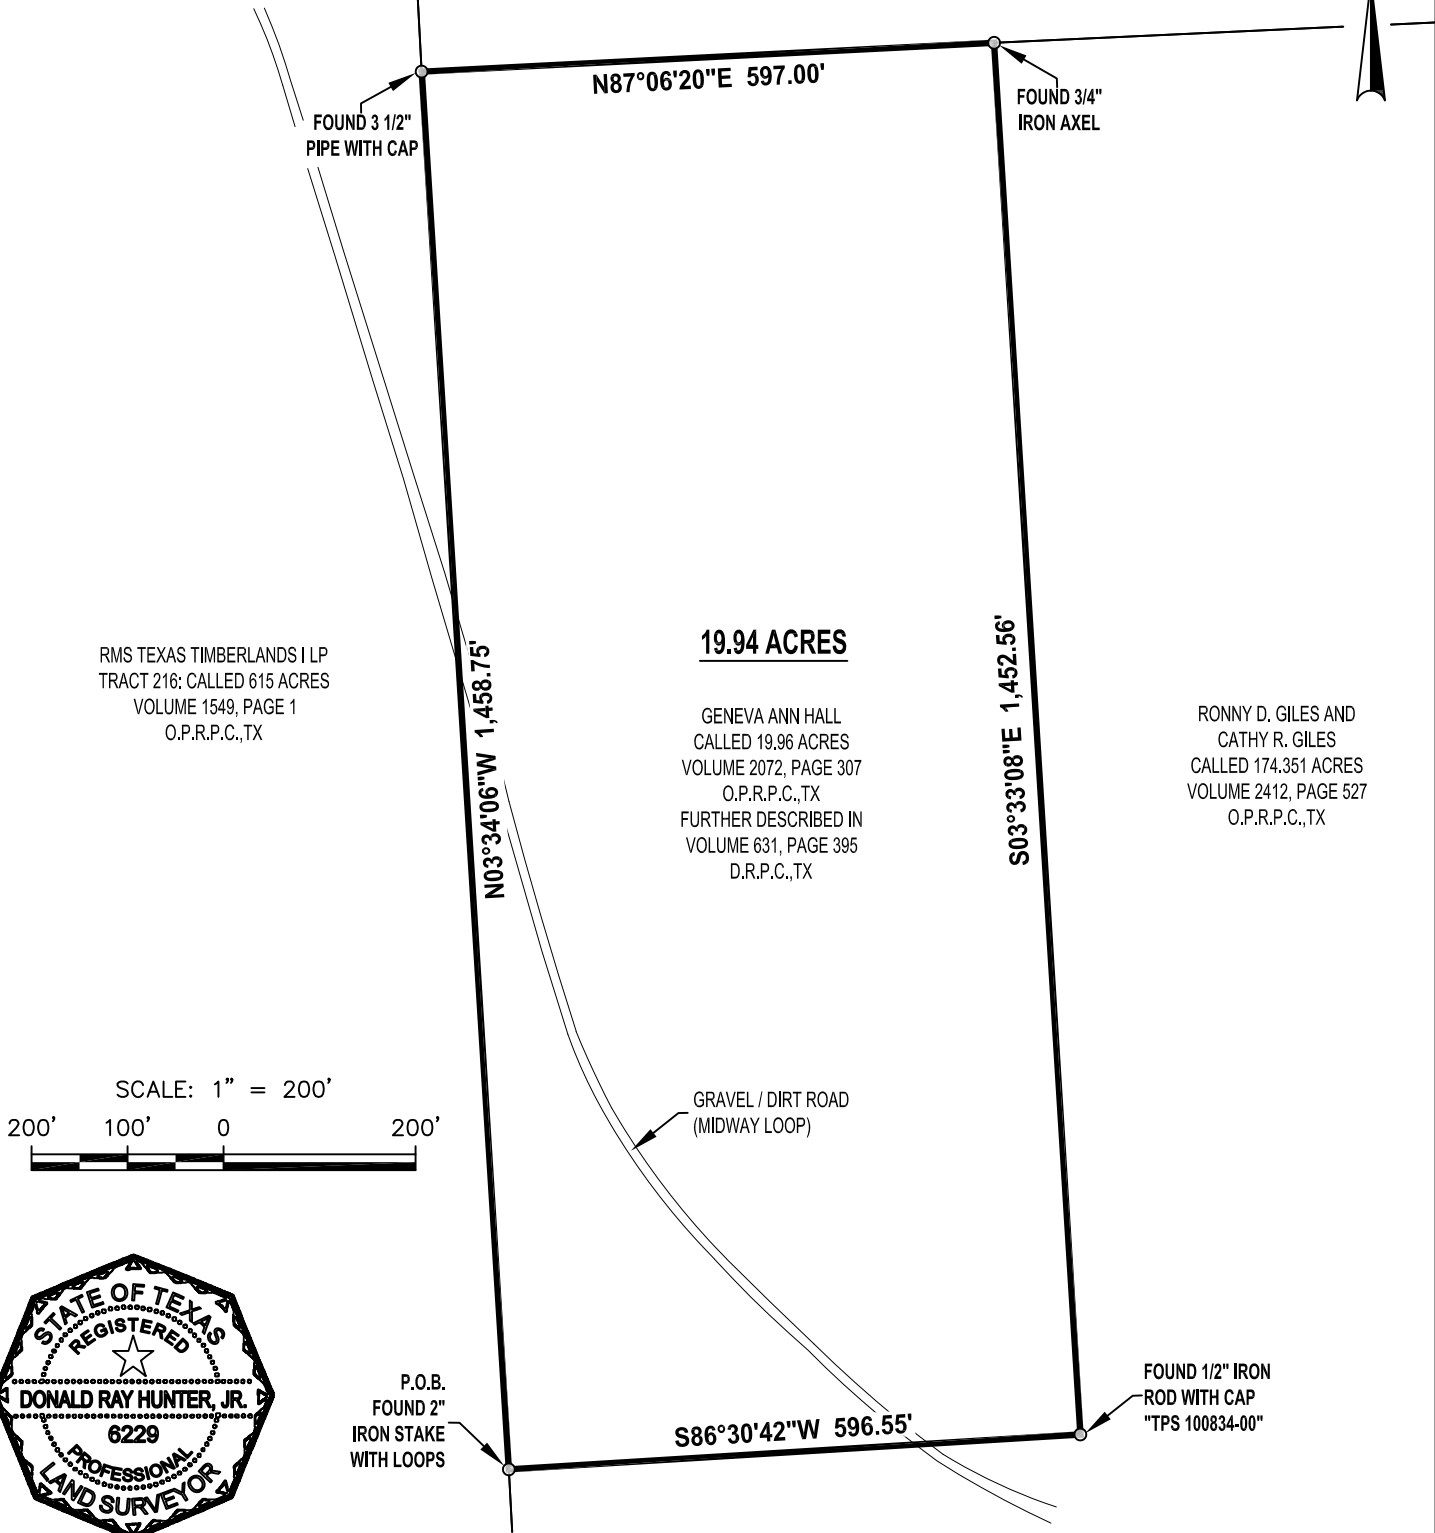 N87°06'20"E 597.00'
FOUND 3 1/2"
PIPE WITH CAP
FOUND 3/4"
IRON AXEL
N03°34'06"W 1,458.75'
S03°33'08"E 1,452.56'
19.94 ACRES
RMS TEXAS TIMBERLANDS I LP
TRACT 216: CALLED 615 ACRES
VOLUME 1549, PAGE 1
O.P.R.P.C.,TX
GENEVA ANN HALL
CALLED 19.96 ACRES
VOLUME 2072, PAGE 307
O.P.R.P.C.,TX
FURTHER DESCRIBED IN
VOLUME 631, PAGE 395
D.R.P.C.,TX
RONNY D. GILES AND
CATHY R. GILES
CALLED 174.351 ACRES
VOLUME 2412, PAGE 527
O.P.R.P.C.,TX
SCALE: 1" = 200'
200' 100' 0 200'
GRAVEL / DIRT ROAD
(MIDWAY LOOP)
STATE OF TEXAS
REGISTERED
DONALD RAY HUNTER, JR.
6229
PROFESSIONAL
LAND SURVEYOR
P.O.B.
FOUND 2"
IRON STAKE
WITH LOOPS
S86°30'42"W 596.55'
FOUND 1/2" IRON
ROD WITH CAP
"TPS 100834-00"